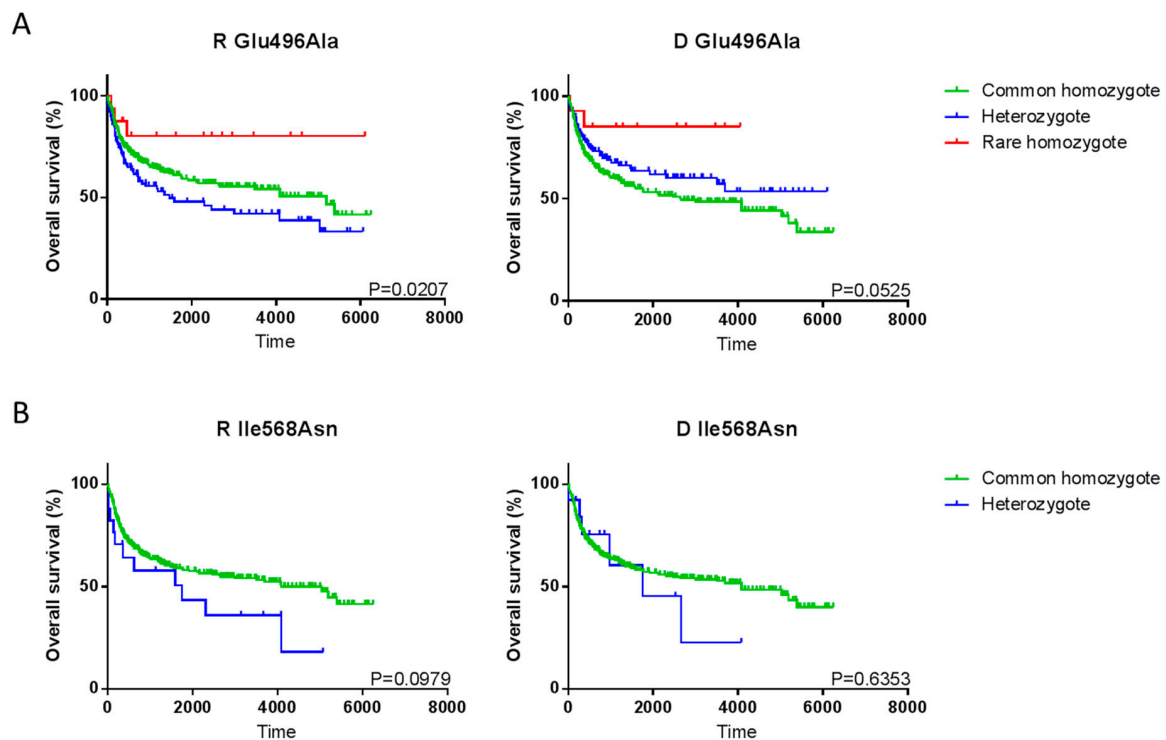 A
R Glu496Ala
D Glu496Ala
Overall survival (%)
100
50
0
P=0.0207
0 2000 4000 6000 8000
Time
Overall survival (%)
100
50
0
P=0.0525
0 2000 4000 6000 8000
Time
Common homozygote
Heterozygote
Rare homozygote
B
R Ile568Asn
D Ile568Asn
Overall survival (%)
100
50
0
P=0.0979
0 2000 4000 6000 8000
Time
Overall survival (%)
100
50
0
P=0.6353
0 2000 4000 6000 8000
Time
Common homozygote
Heterozygote